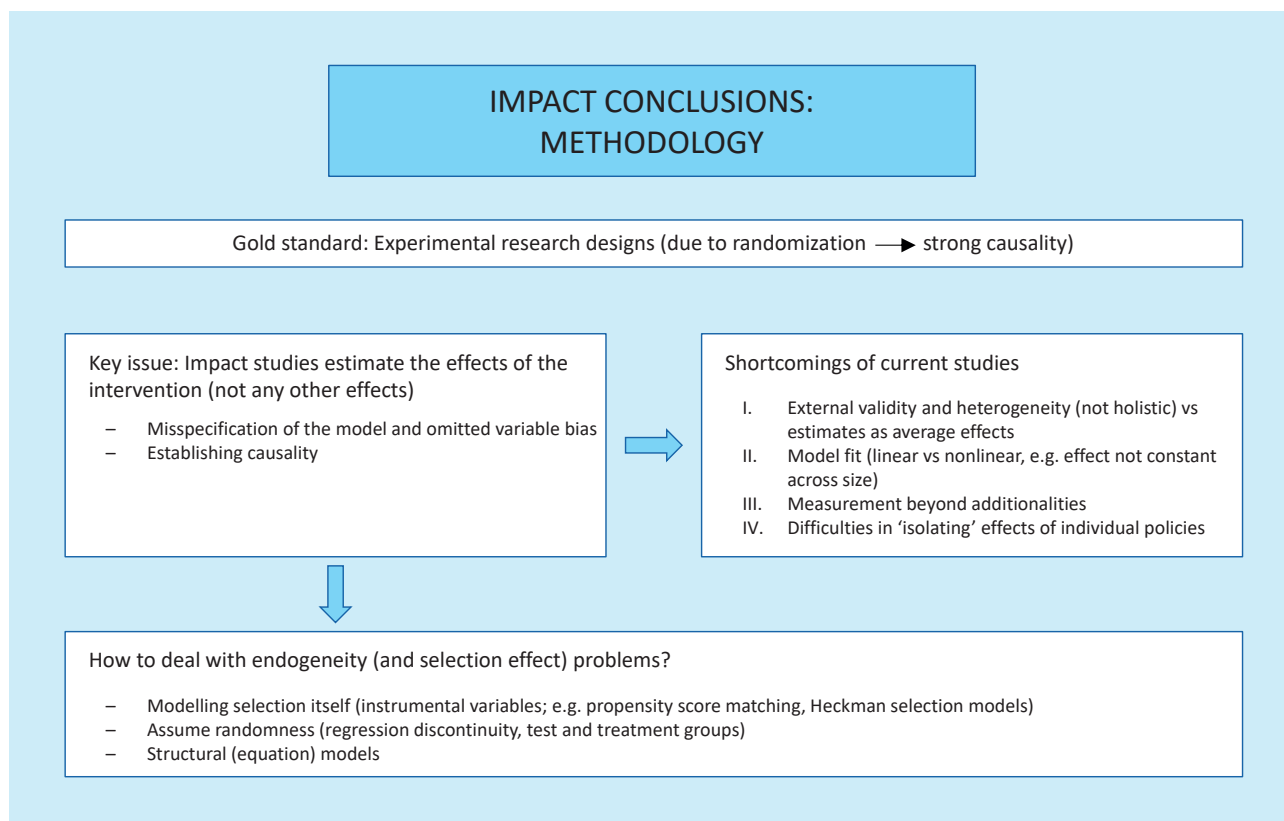 IMPACT CONCLUSIONS:
METHODOLOGY
Gold standard: Experimental research designs (due to randomization → strong causality)
Key issue: Impact studies estimate the effects of the
intervention (not any other effects)
– Misspecification of the model and omitted variable bias
– Establishing causality
Shortcomings of current studies
I. External validity and heterogeneity (not holistic) vs
estimates as average effects
II. Model fit (linear vs nonlinear, e.g. effect not constant
across size)
III. Measurement beyond additionalities
IV. Difficulties in ‘isolating’ effects of individual policies
How to deal with endogeneity (and selection effect) problems?
– Modelling selection itself (instrumental variables; e.g. propensity score matching, Heckman selection models)
– Assume randomness (regression discontinuity, test and treatment groups)
– Structural (equation) models